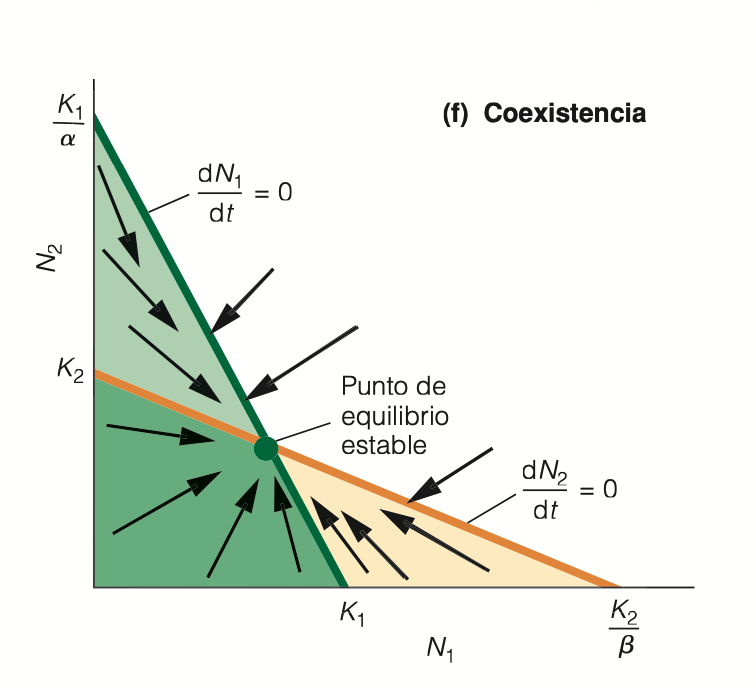 (f) Coexistencia
K₁
α
dN₁
dt
= 0
N₂
K₂
Punto de
equilibrio
estable
dN₂
dt
= 0
K₁
K₂
β
N₁